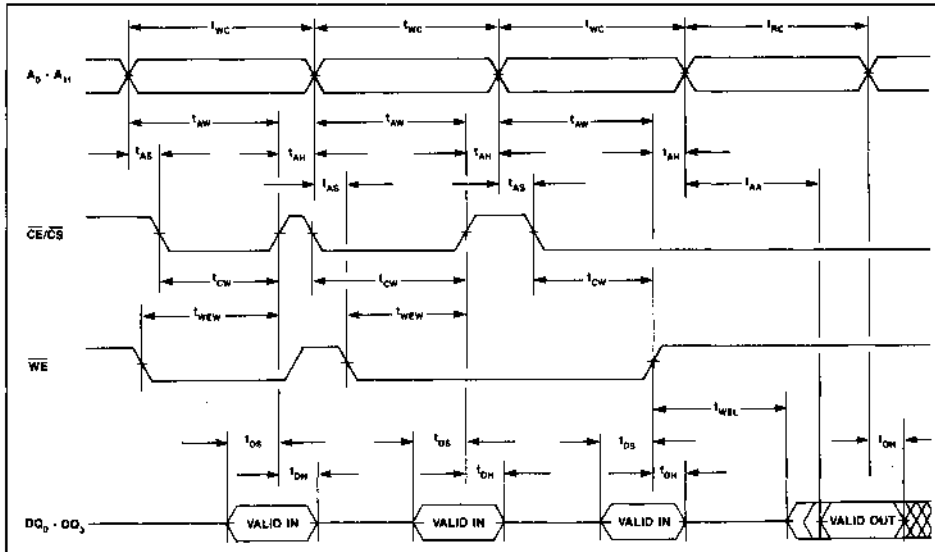 tWC tWC tWC tRC
A0 - AH
tAW tAW tAW
tAS tAH tAH tAH
tAS tAS tAA
CE/CS
tCW tCW tCW
tWEW tWEW
WE
tWEL
tDS tDS tDS tOH
tDH tDH tDH
DQ0 - DQ3 VALID IN VALID IN VALID IN VALID OUT